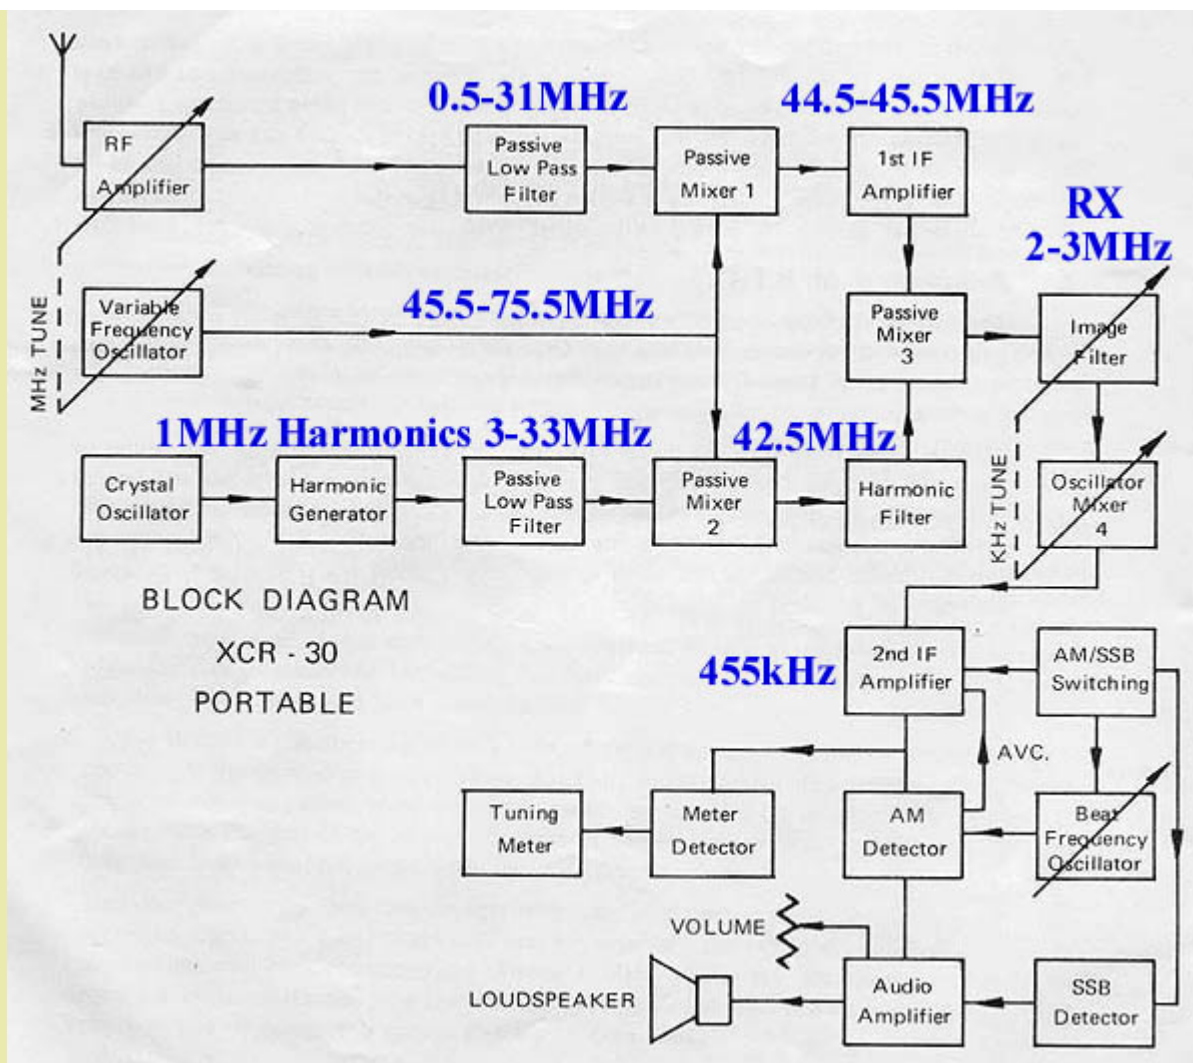 0.5-31MHz
44.5-45.5MHz
RF
Amplifier
Passive
Low Pass
Filter
Passive
Mixer 1
1st IF
Amplifier
RX
2-3MHz
MHz TUNE
Variable
Frequency
Oscillator
45.5-75.5MHz
Passive
Mixer
3
Image
Filter
1MHz Harmonics 3-33MHz
42.5MHz
Crystal
Oscillator
Harmonic
Generator
Passive
Low Pass
Filter
Passive
Mixer
2
Harmonic
Filter
KHz TUNE
Oscillator
Mixer
4
BLOCK DIAGRAM
XCR - 30
PORTABLE
455kHz
2nd IF
Amplifier
AM/SSB
Switching
AVC.
Tuning
Meter
Meter
Detector
AM
Detector
Beat
Frequency
Oscillator
VOLUME
LOUDSPEAKER
Audio
Amplifier
SSB
Detector